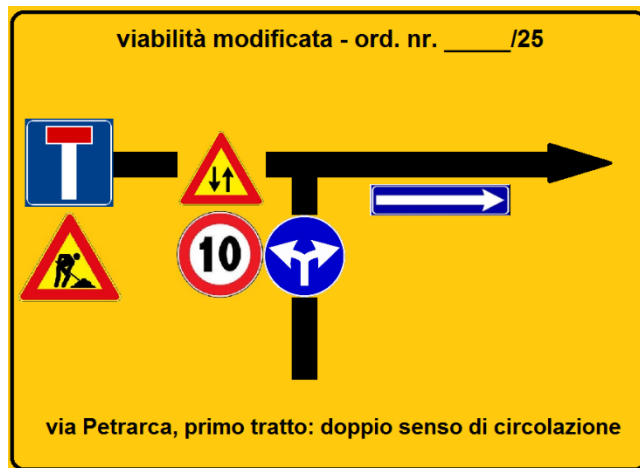 viabilità modificata - ord. nr. _____/25
10
via Petrarca, primo tratto: doppio senso di circolazione